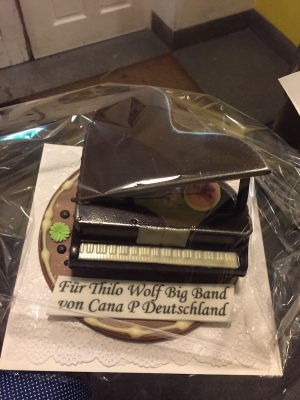 Für Thilo Wolf Big Band
von Cana P Deutschland